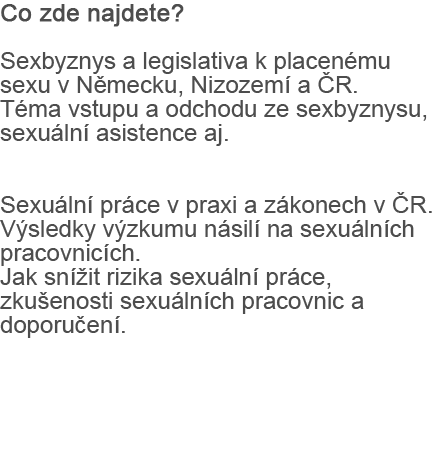 Co zde najdete?
Sexbyznys a legislativa k placenému
sexu v Německu, Nizozemí a ČR.
Téma vstupu a odchodu ze sexbyznysu,
sexuální asistence aj.
Sexuální práce v praxi a zákonech v ČR.
Výsledky výzkumu násilí na sexuálních
pracovnicích.
Jak snížit rizika sexuální práce,
zkušenosti sexuálních pracovnic a
doporučení.